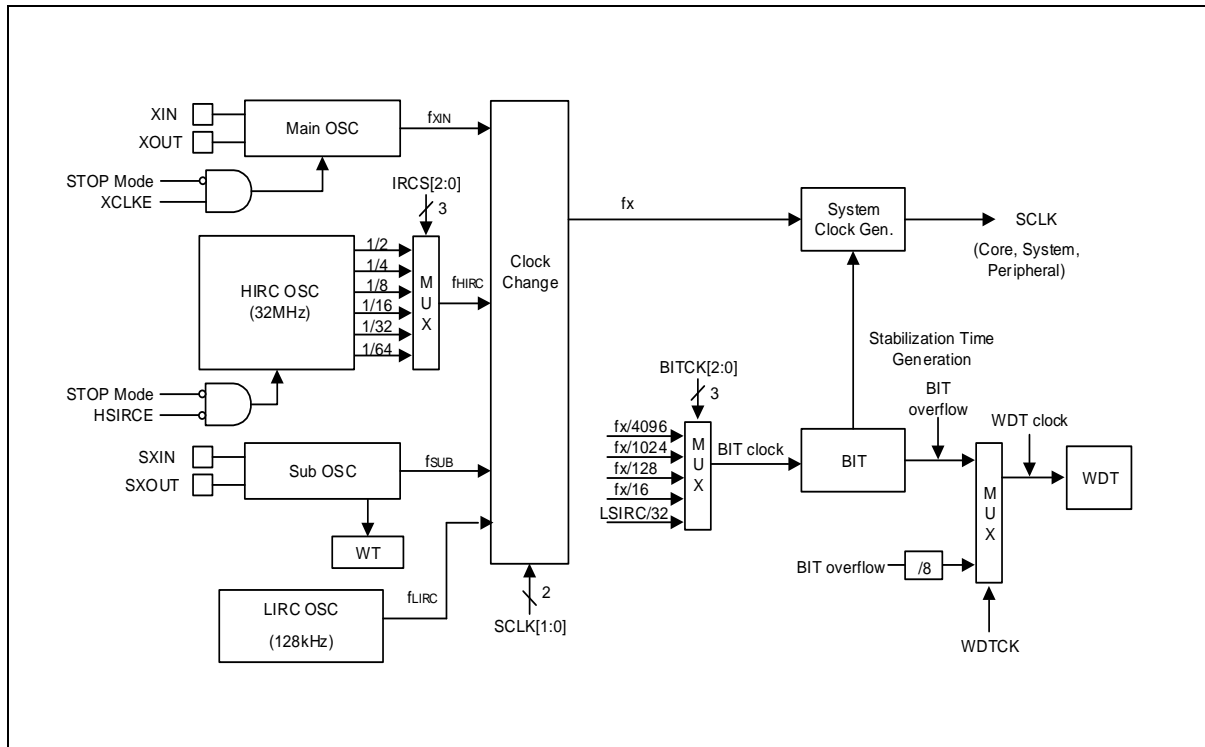 XIN
XOUT
Main OSC
fXIN
STOP Mode
XCLKE
IRCS[2:0]
3
HIRC OSC
(32MHz)
1/2
1/4
1/8
1/16
1/32
1/64
MUX
fHIRC
STOP Mode
HSIRCE
SXIN
SXOUT
Sub OSC
fSUB
WT
LIRC OSC
(128kHz)
fLIRC
Clock
Change
2
SCLK[1:0]
fx
System
Clock Gen.
SCLK
(Core, System,
Peripheral)
Stabilization Time
Generation
BITCK[2:0]
3
fx/4096
fx/1024
fx/128
fx/16
LSIRC/32
MUX
BIT clock
BIT
BIT
overflow
WDT clock
MUX
WDT
BIT overflow
/8
WDTCK